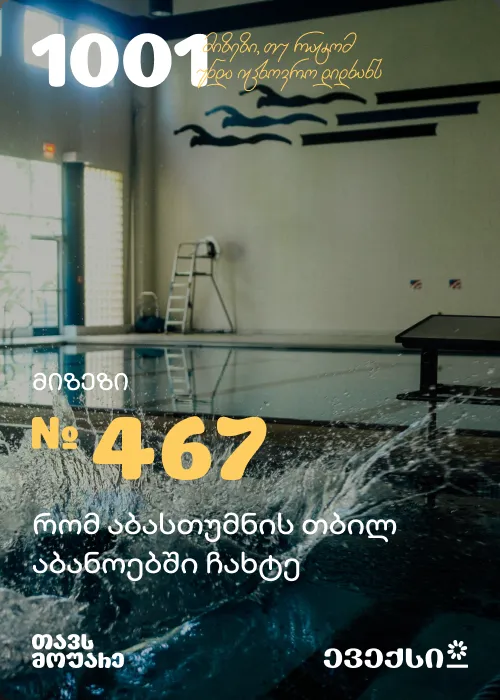 1001 მიზეზი, თუ რატომ
უნდა იცხოვრო დიდხანს
მიზეზი
№ 467
რომ აბასთუმნის თბილ
აბანოებში ჩახტე
თავს
მოუარე
ევექსი